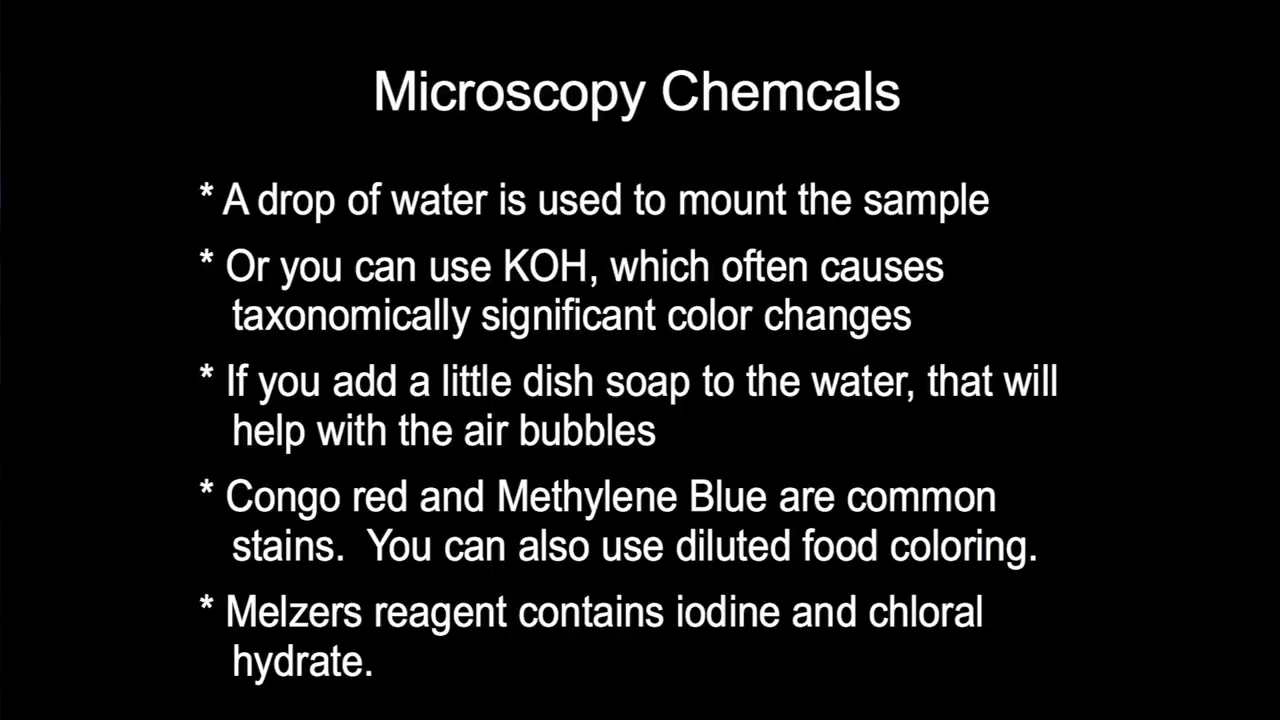 Microscopy Chemcals
* A drop of water is used to mount the sample
* Or you can use KOH, which often causes
taxonomically significant color changes
* If you add a little dish soap to the water, that will
help with the air bubbles
* Congo red and Methylene Blue are common
stains.  You can also use diluted food coloring.
* Melzers reagent contains iodine and chloral
hydrate.